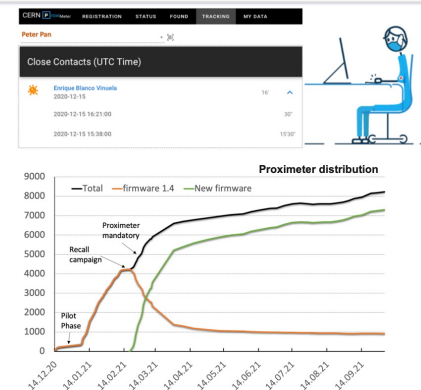 CERN Proximeter REGISTRATION STATUS FOUND TRACKING MY DATA
Peter Pan
Close Contacts (UTC Time)
Enrique Blanco Vinuela 16'
2020-12-15
2020-12-15 16:21:00 30"
2020-12-15 15:38:00 15'30"
Proximeter distribution
9000
8000
7000
6000
5000
4000
3000
2000
1000
0
Total firmware 1.4 New firmware
Proximeter
mandatory
Recall
campaign
Pilot
Phase
14.12.20 14.01.21 14.02.21 14.03.21 14.04.21 14.05.21 14.06.21 14.07.21 14.08.21 14.09.21